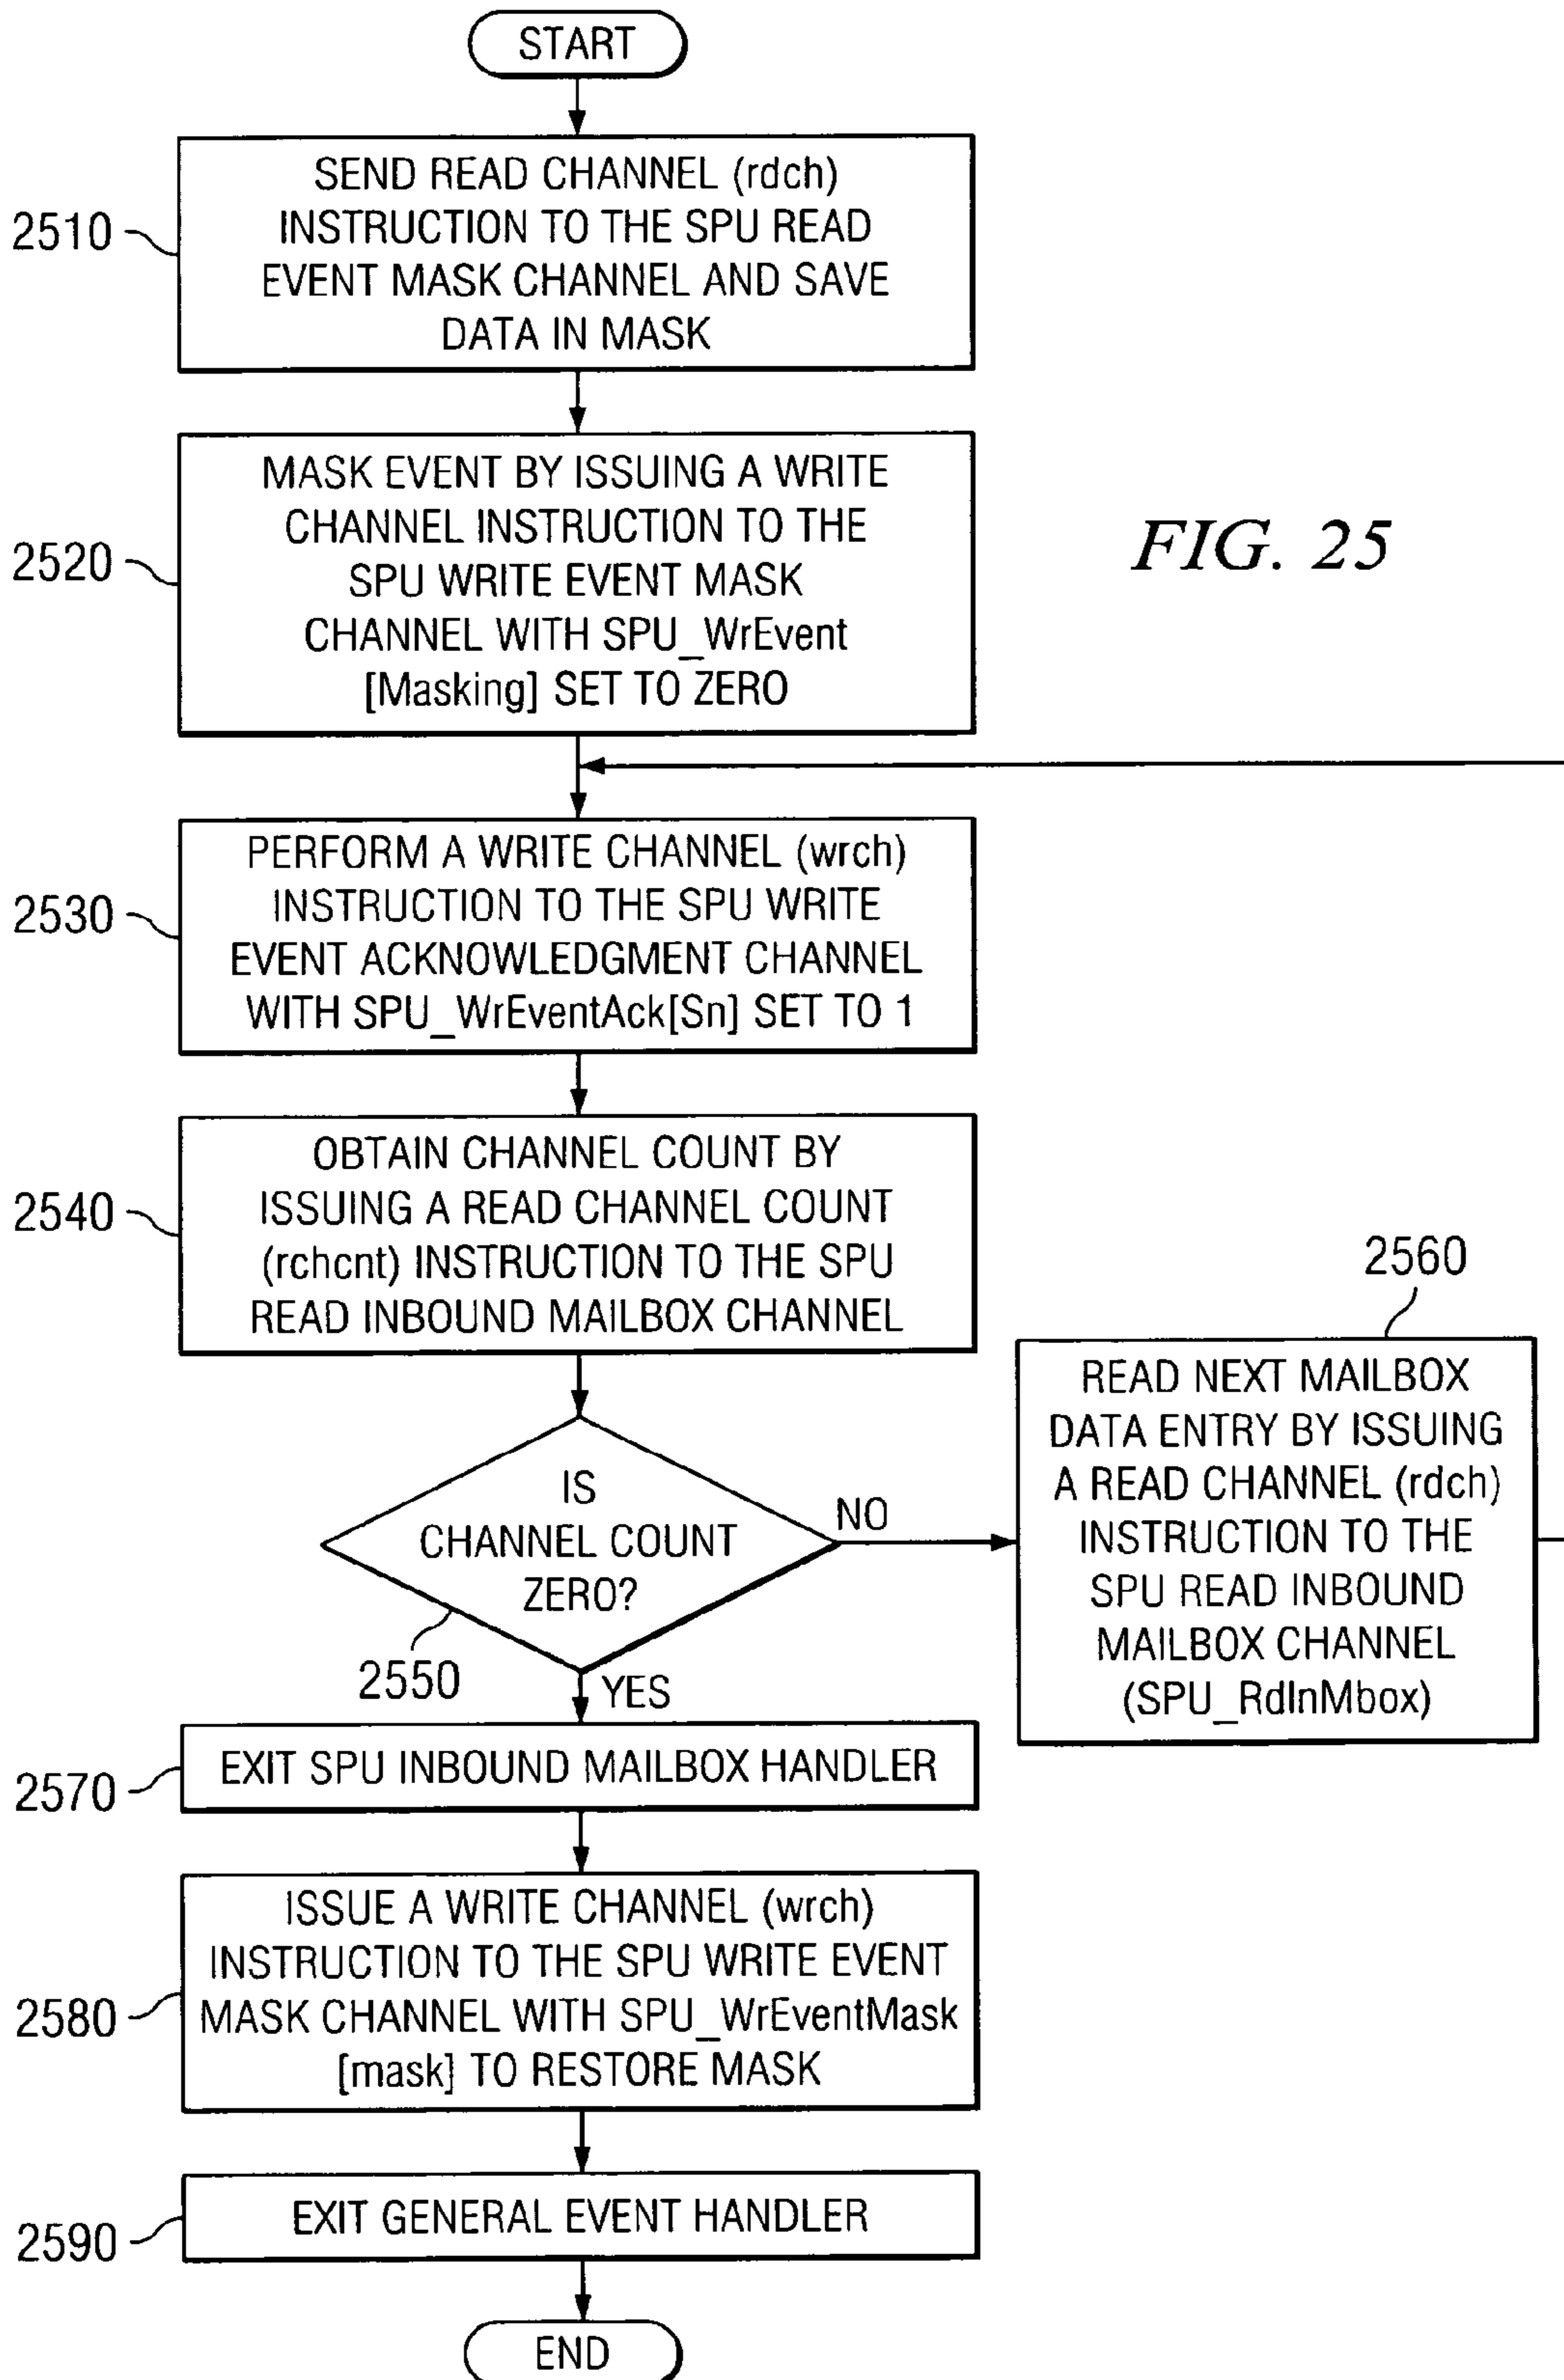 START
2510
SEND READ CHANNEL (rdch)
INSTRUCTION TO THE SPU READ
EVENT MASK CHANNEL AND SAVE
DATA IN MASK
2520
MASK EVENT BY ISSUING A WRITE
CHANNEL INSTRUCTION TO THE
SPU WRITE EVENT MASK
CHANNEL WITH SPU_WrEvent
[Masking] SET TO ZERO
FIG. 25
2530
PERFORM A WRITE CHANNEL (wrch)
INSTRUCTION TO THE SPU WRITE
EVENT ACKNOWLEDGMENT CHANNEL
WITH SPU_WrEventAck[Sn] SET TO 1
2540
OBTAIN CHANNEL COUNT BY
ISSUING A READ CHANNEL COUNT
(rchcnt) INSTRUCTION TO THE SPU
READ INBOUND MAILBOX CHANNEL
IS
CHANNEL COUNT
ZERO?
2550
NO
YES
2560
READ NEXT MAILBOX
DATA ENTRY BY ISSUING
A READ CHANNEL (rdch)
INSTRUCTION TO THE
SPU READ INBOUND
MAILBOX CHANNEL
(SPU_RdInMbox)
2570
EXIT SPU INBOUND MAILBOX HANDLER
2580
ISSUE A WRITE CHANNEL (wrch)
INSTRUCTION TO THE SPU WRITE EVENT
MASK CHANNEL WITH SPU_WrEventMask
[mask] TO RESTORE MASK
2590
EXIT GENERAL EVENT HANDLER
END